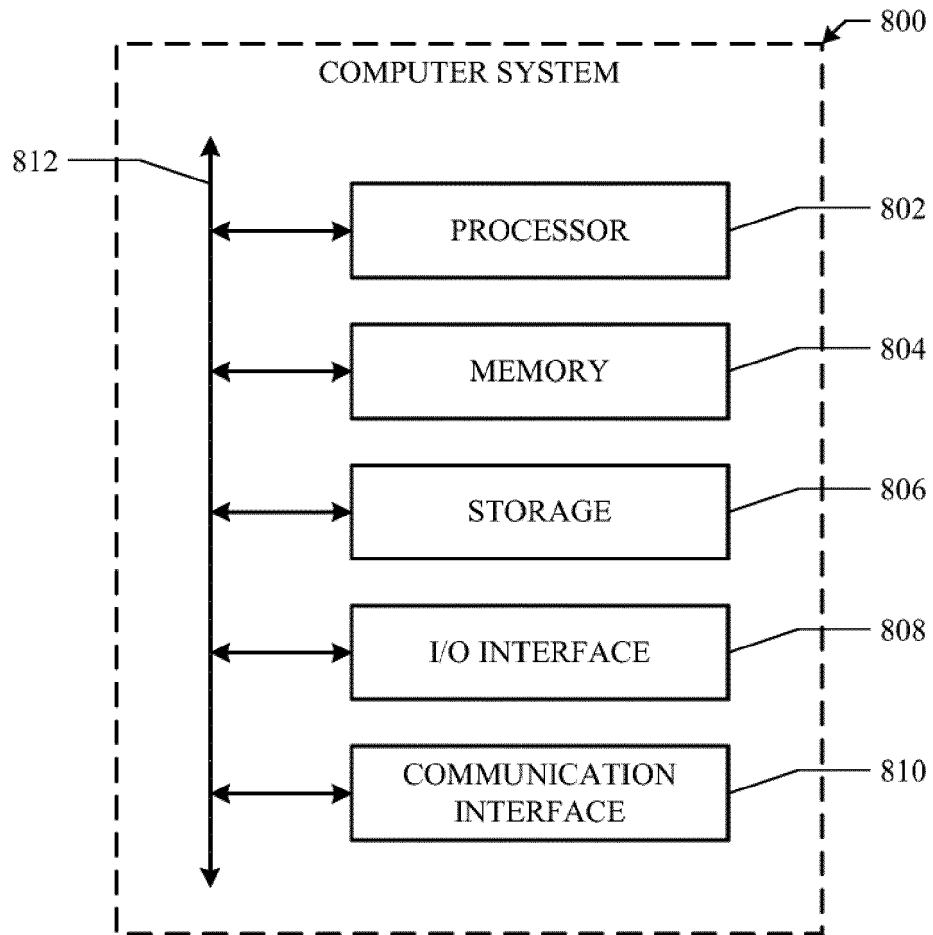 800
COMPUTER SYSTEM
812
PROCESSOR
802
MEMORY
804
STORAGE
806
I/O INTERFACE
808
COMMUNICATION
INTERFACE
810